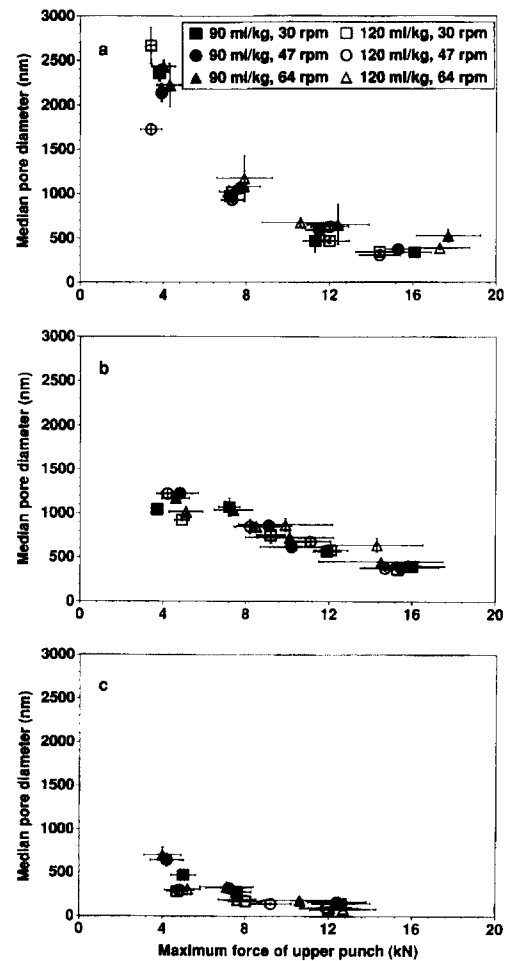 3000
a
90 ml/kg, 30 rpm 120 ml/kg, 30 rpm
90 ml/kg, 47 rpm 120 ml/kg, 47 rpm
90 ml/kg, 64 rpm 120 ml/kg, 64 rpm
2500
2000
1500
1000
500
0
Median pore diameter (nm)
0 4 8 12 16 20
3000
b
2500
2000
1500
1000
500
0
Median pore diameter (nm)
0 4 8 12 16 20
3000
c
2500
2000
1500
1000
500
0
Median pore diameter (nm)
0 4 8 12 16 20
Maximum force of upper punch (kN)